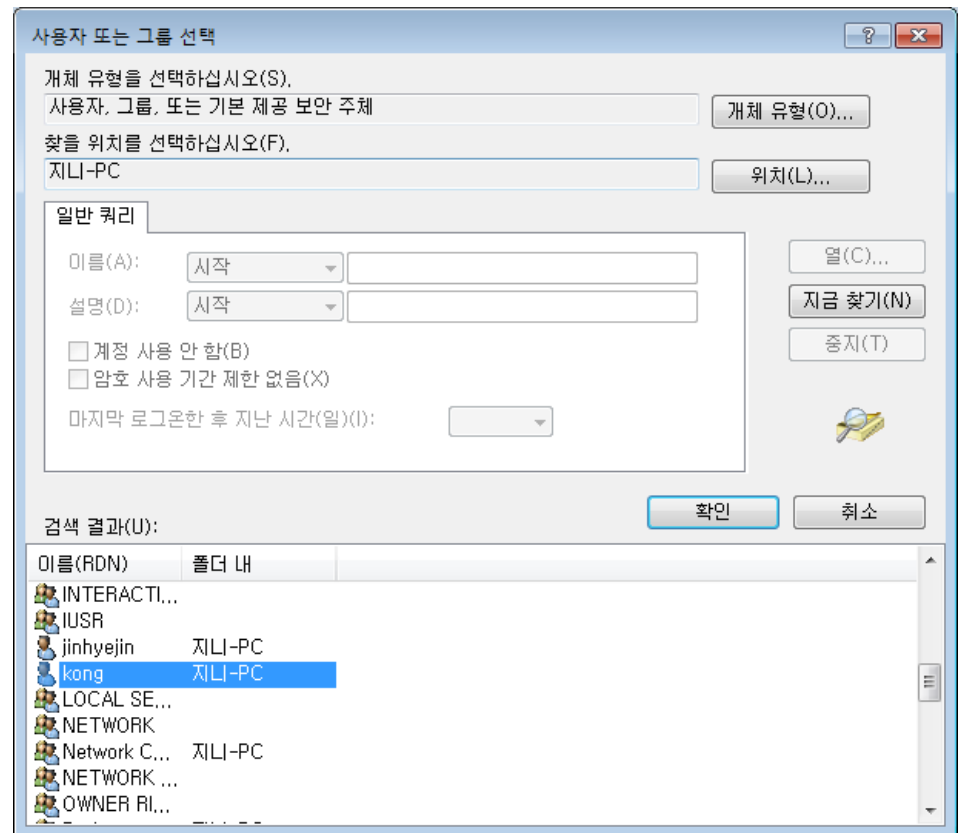 사용자 또는 그룹 선택
개체 유형을 선택하십시오(S).
사용자, 그룹, 또는 기본 제공 보안 주체
개체 유형(O)...
찾을 위치를 선택하십시오(F).
지니-PC
위치(L)...
일반 쿼리
이름(A): 시작
열(C)...
설명(D): 시작
지금 찾기(N)
계정 사용 안 함(B)
중지(T)
암호 사용 기간 제한 없음(X)
마지막 로그온한 후 지난 시간(일)(I):
확인 취소
검색 결과(U):
이름(RDN) 폴더 내
INTERACTI...
IUSR
jinhyejin 지니-PC
kong 지니-PC
LOCAL SE...
NETWORK
Network C... 지니-PC
NETWORK ...
OWNER RI...